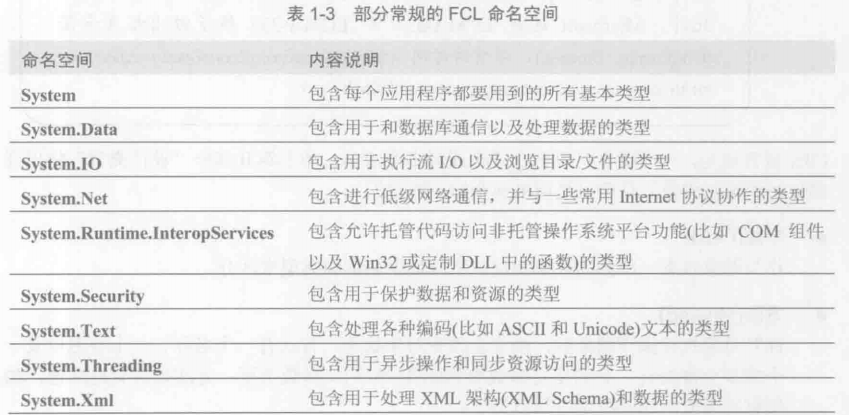 表 1-3 部分常规的 FCL 命名空间
命名空间 内容说明
System 包含每个应用程序都要用到的所有基本类型
System.Data 包含用于和数据库通信以及处理数据的类型
System.IO 包含用于执行流 I/O 以及浏览目录/文件的类型
System.Net 包含进行低级网络通信，并与一些常用 Internet 协议协作的类型
System.Runtime.InteropServices 包含允许托管代码访问非托管操作系统平台功能(比如 COM 组件
以及 Win32 或定制 DLL 中的函数)的类型
System.Security 包含用于保护数据和资源的类型
System.Text 包含处理各种编码(比如 ASCII 和 Unicode)文本的类型
System.Threading 包含用于异步操作和同步资源访问的类型
System.Xml 包含用于处理 XML 架构(XML Schema)和数据的类型